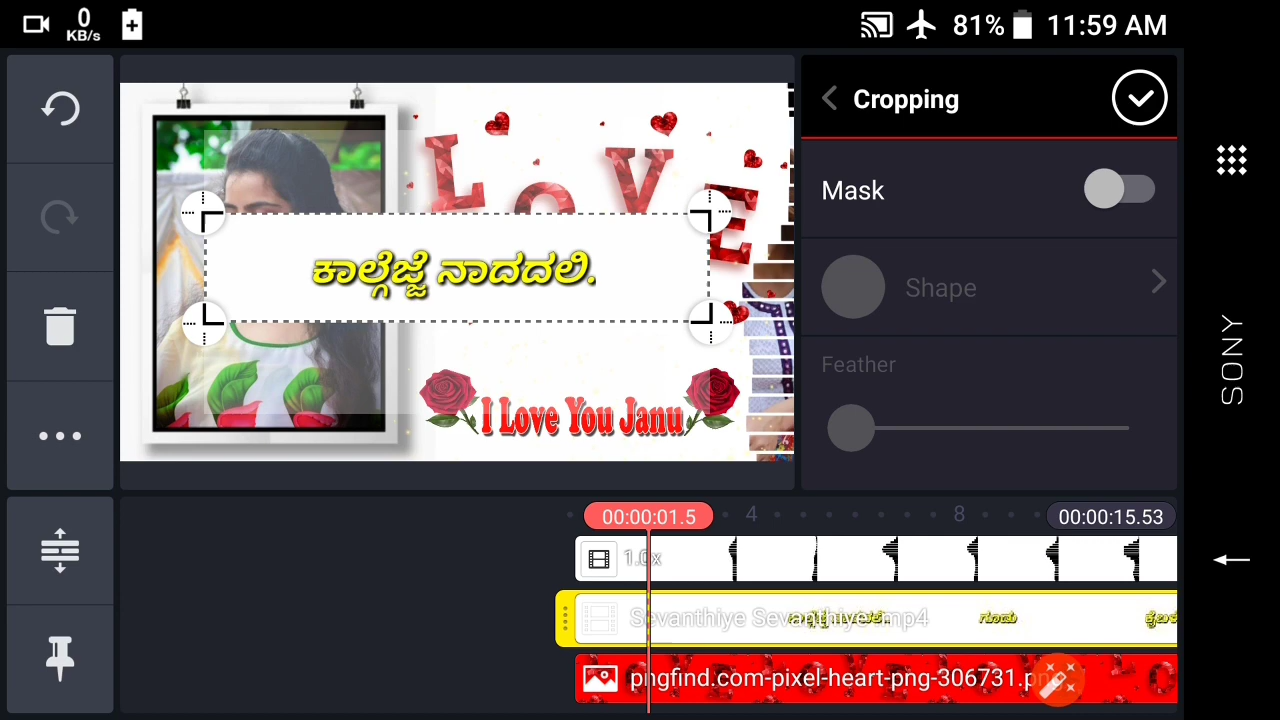 0
KB/s
81%
11:59 AM
Cropping
Mask
Shape
Feather
LOVE
ಕಾಲ್ಗೆಜ್ಜೆ ನಾದದಲಿ.
I Love You Janu
SONY
00:00:01.5
4
8
00:00:15.53
1.0x
Sevanthiye Sevanthiye.mp4
ಗೂಡು
pngfind.com-pixel-heart-png-306731.png